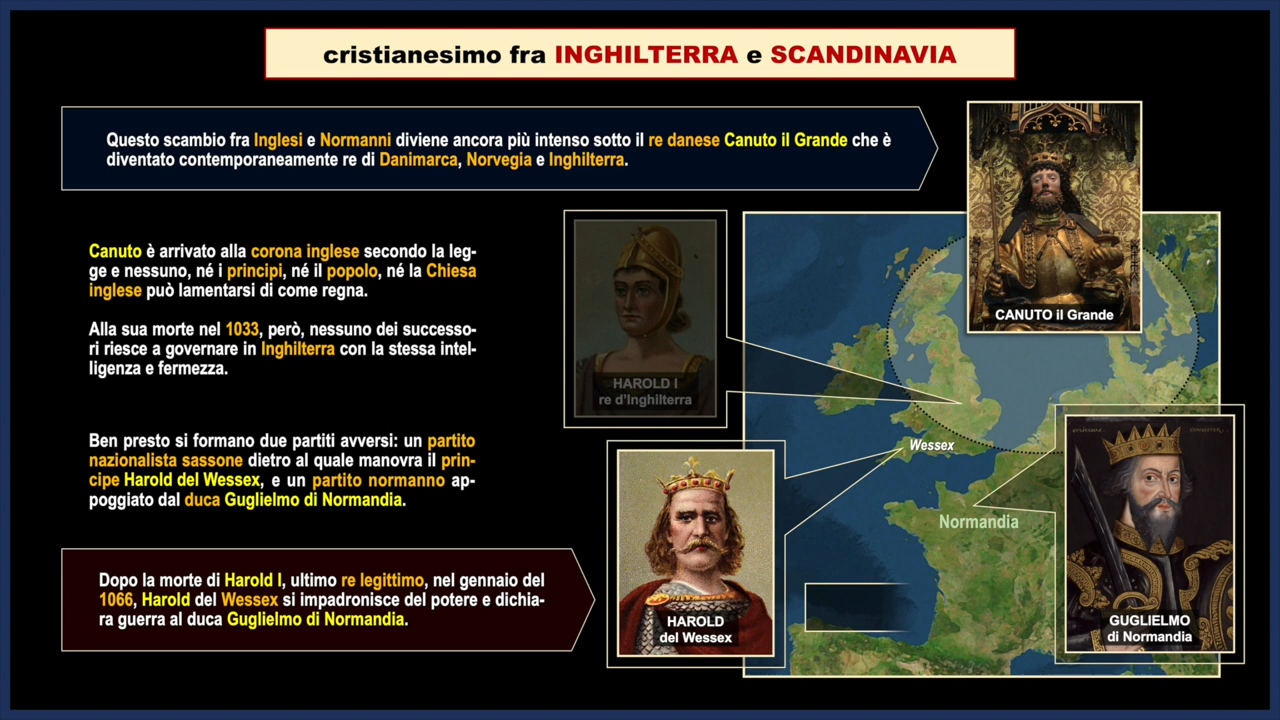 cristianesimo fra INGHILTERRA e SCANDINAVIA
Questo scambio fra Inglesi e Normanni diviene ancora più intenso sotto il re danese Canuto il Grande che è
diventato contemporaneamente re di Danimarca, Norvegia e Inghilterra.
CANUTO il Grande
Canuto è arrivato alla corona inglese secondo la leg-
ge e nessuno, né i principi, né il popolo, né la Chiesa
inglese può lamentarsi di come regna.
Alla sua morte nel 1033, però, nessuno dei successo-
ri riesce a governare in Inghilterra con la stessa intel-
ligenza e fermezza.
HAROLD I
re d'Inghilterra
Ben presto si formano due partiti avversi: un partito
nazionalista sassone dietro al quale manovra il prin-
cipe Harold del Wessex, e un partito normanno ap-
poggiato dal duca Guglielmo di Normandia.
Wessex
Normandia
Dopo la morte di Harold I, ultimo re legittimo, nel gennaio del
1066, Harold del Wessex si impadronisce del potere e dichia-
ra guerra al duca Guglielmo di Normandia.
HAROLD
del Wessex
GUGLIELMO
di Normandia